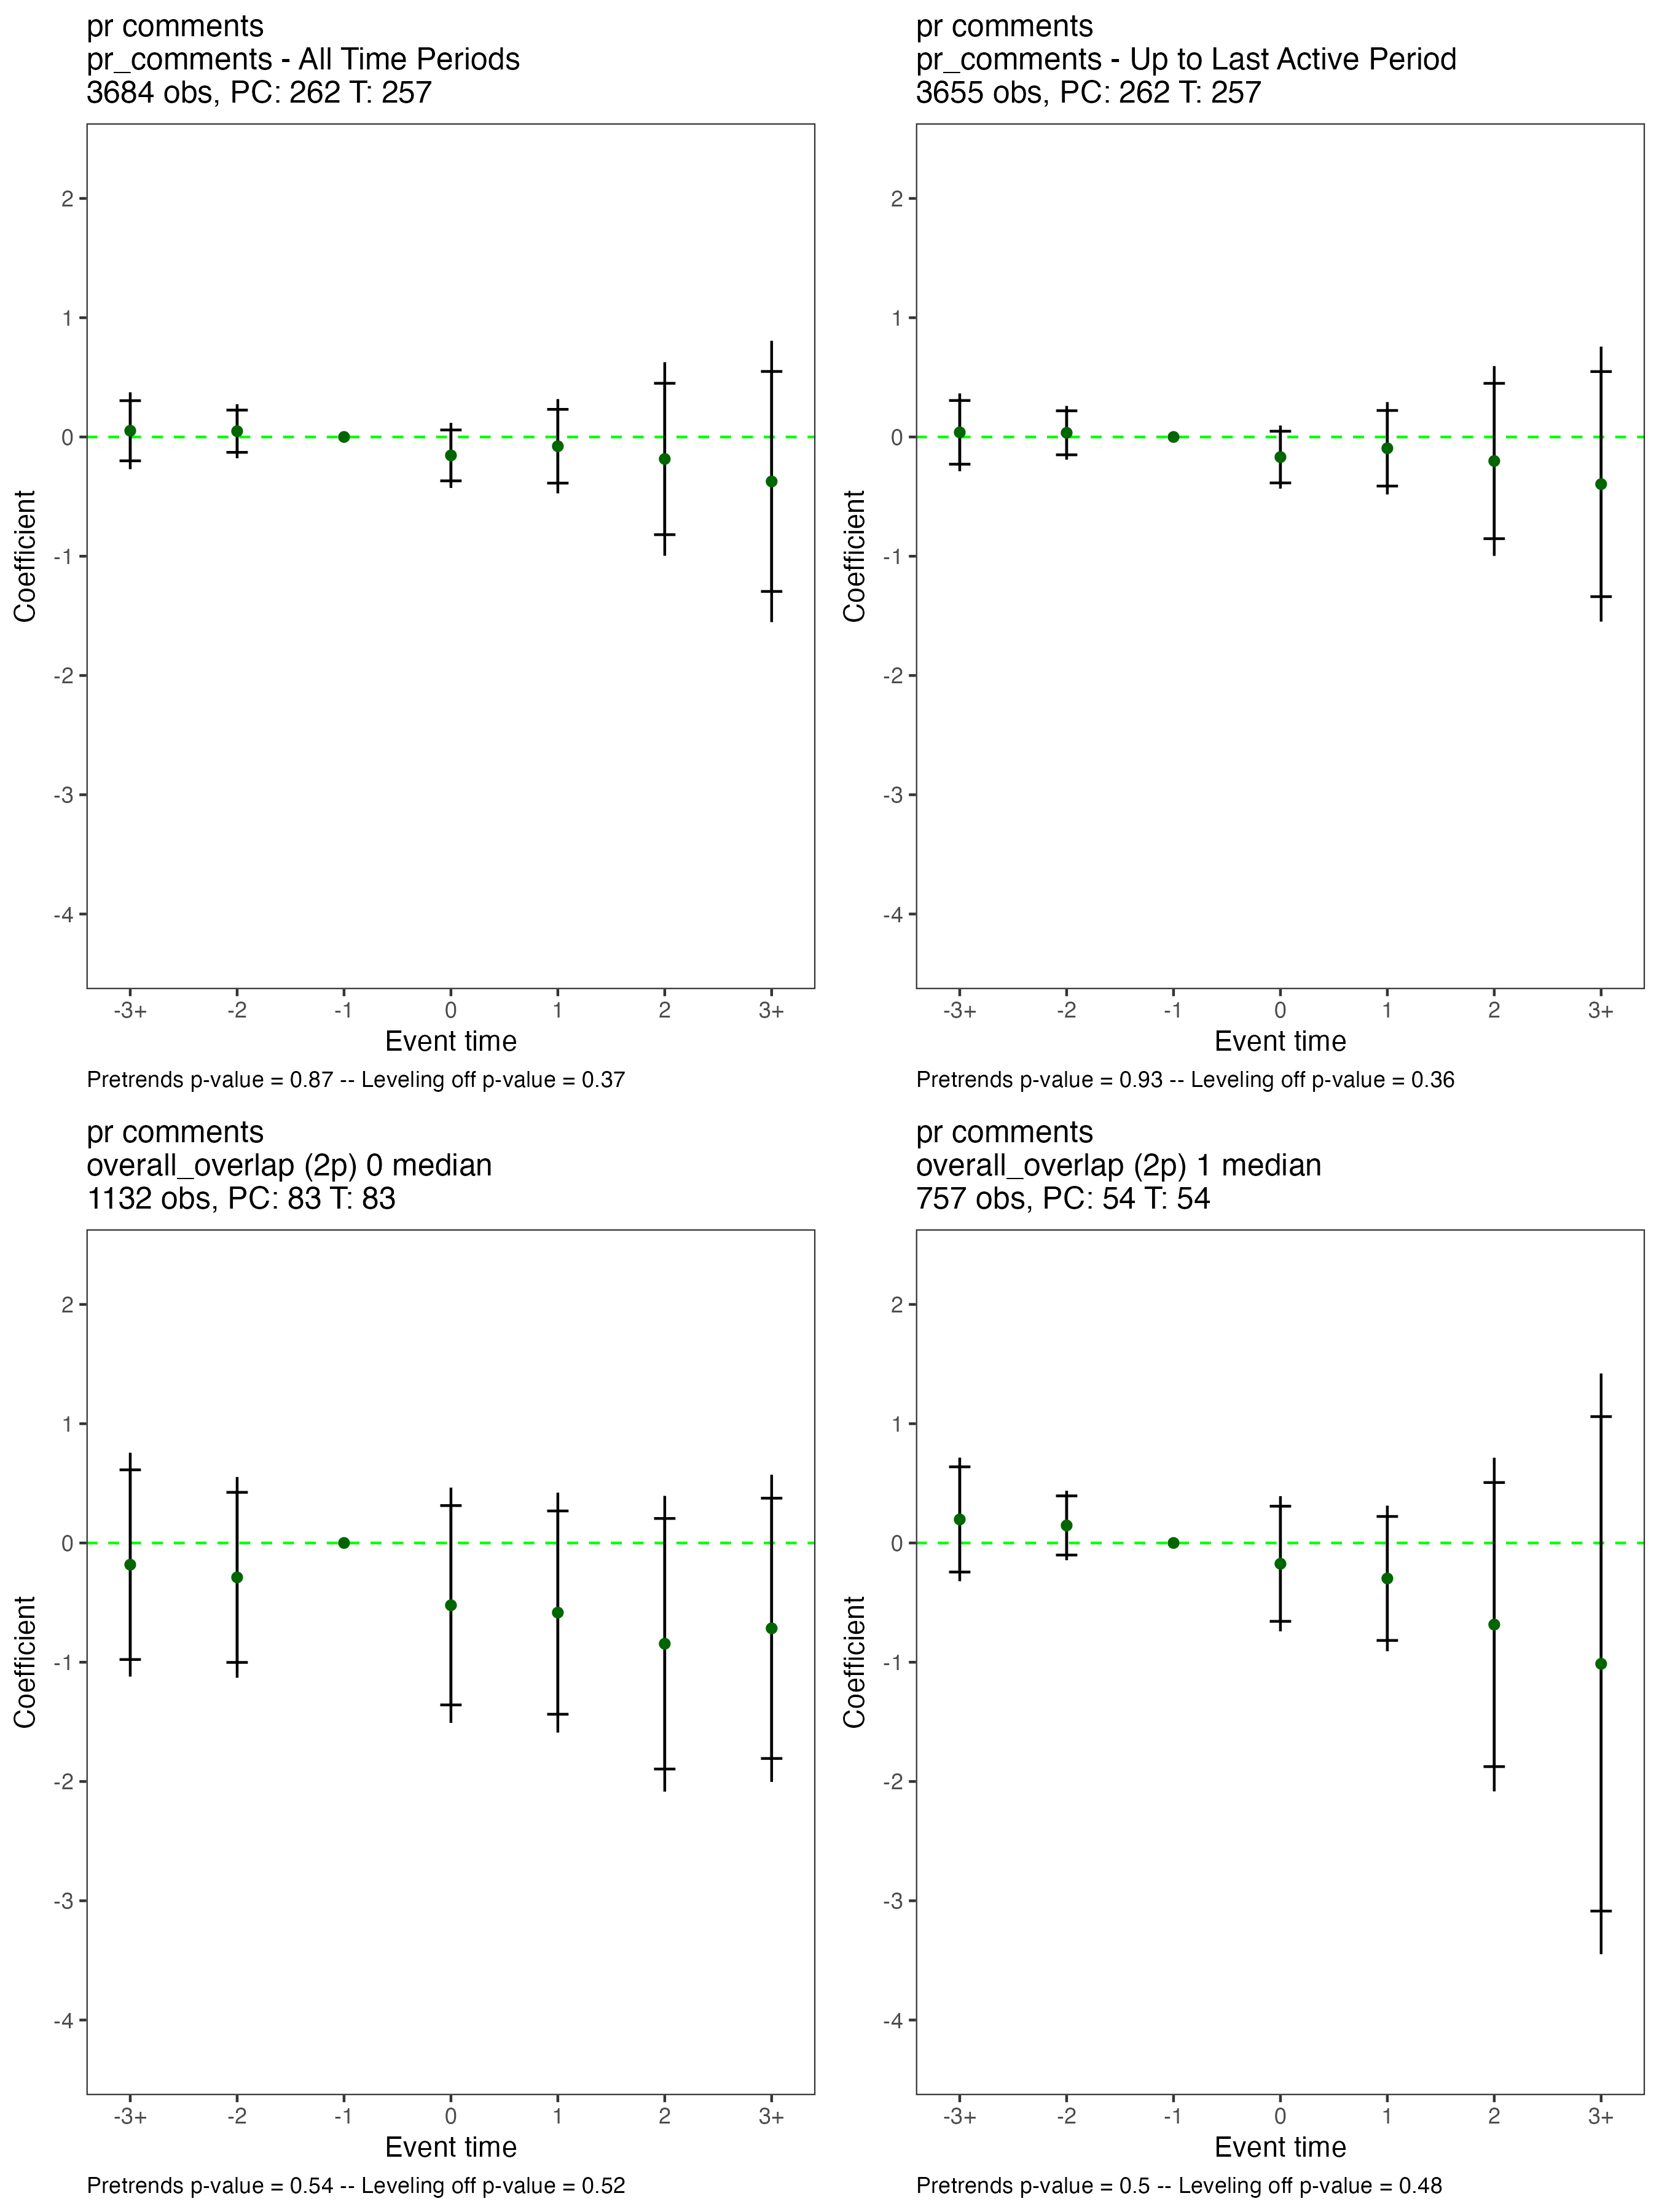 pr comments
pr_comments - All Time Periods
3684 obs, PC: 262 T: 257
2
1
0
-1
-2
-3
-4
Coefficient
-3+ -2 -1 0 1 2 3+
Event time
Pretrends p-value = 0.87 -- Leveling off p-value = 0.37
pr comments
pr_comments - Up to Last Active Period
3655 obs, PC: 262 T: 257
2
1
0
-1
-2
-3
-4
Coefficient
-3+ -2 -1 0 1 2 3+
Event time
Pretrends p-value = 0.93 -- Leveling off p-value = 0.36
pr comments
overall_overlap (2p) 0 median
1132 obs, PC: 83 T: 83
2
1
0
-1
-2
-3
-4
Coefficient
-3+ -2 -1 0 1 2 3+
Event time
Pretrends p-value = 0.54 -- Leveling off p-value = 0.52
pr comments
overall_overlap (2p) 1 median
757 obs, PC: 54 T: 54
2
1
0
-1
-2
-3
-4
Coefficient
-3+ -2 -1 0 1 2 3+
Event time
Pretrends p-value = 0.5 -- Leveling off p-value = 0.48